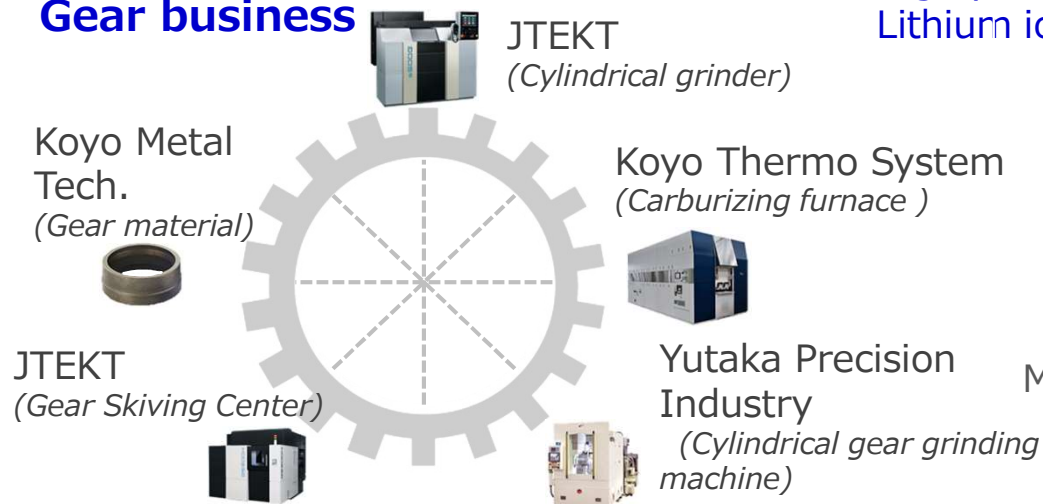 Gear business
Lithium
JTEKT
(Cylindrical grinder)
Koyo Metal
Tech.
(Gear material)
Koyo Thermo System
(Carburizing furnace )
JTEKT
(Gear Skiving Center)
Yutaka Precision
Industry
(Cylindrical gear grinding
machine)